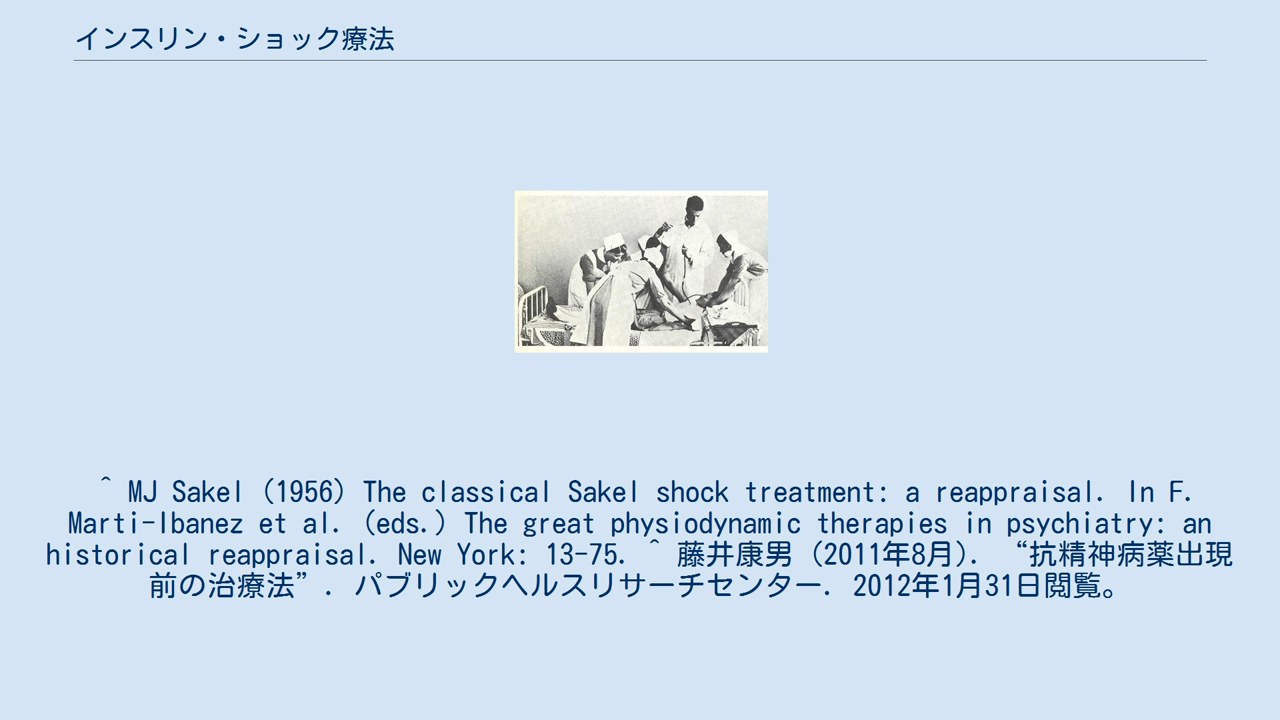 インスリン・ショック療法
^ MJ Sakel (1956) The classical Sakel shock treatment: a reappraisal. In F.
Marti-Ibanez et al. (eds.) The great physiodynamic therapies in psychiatry: an
historical reappraisal. New York: 13-75. ^ 藤井康男 (2011年8月). “抗精神病薬出現
前の治療法”. パブリックヘルスリサーチセンター. 2012年1月31日閲覧。